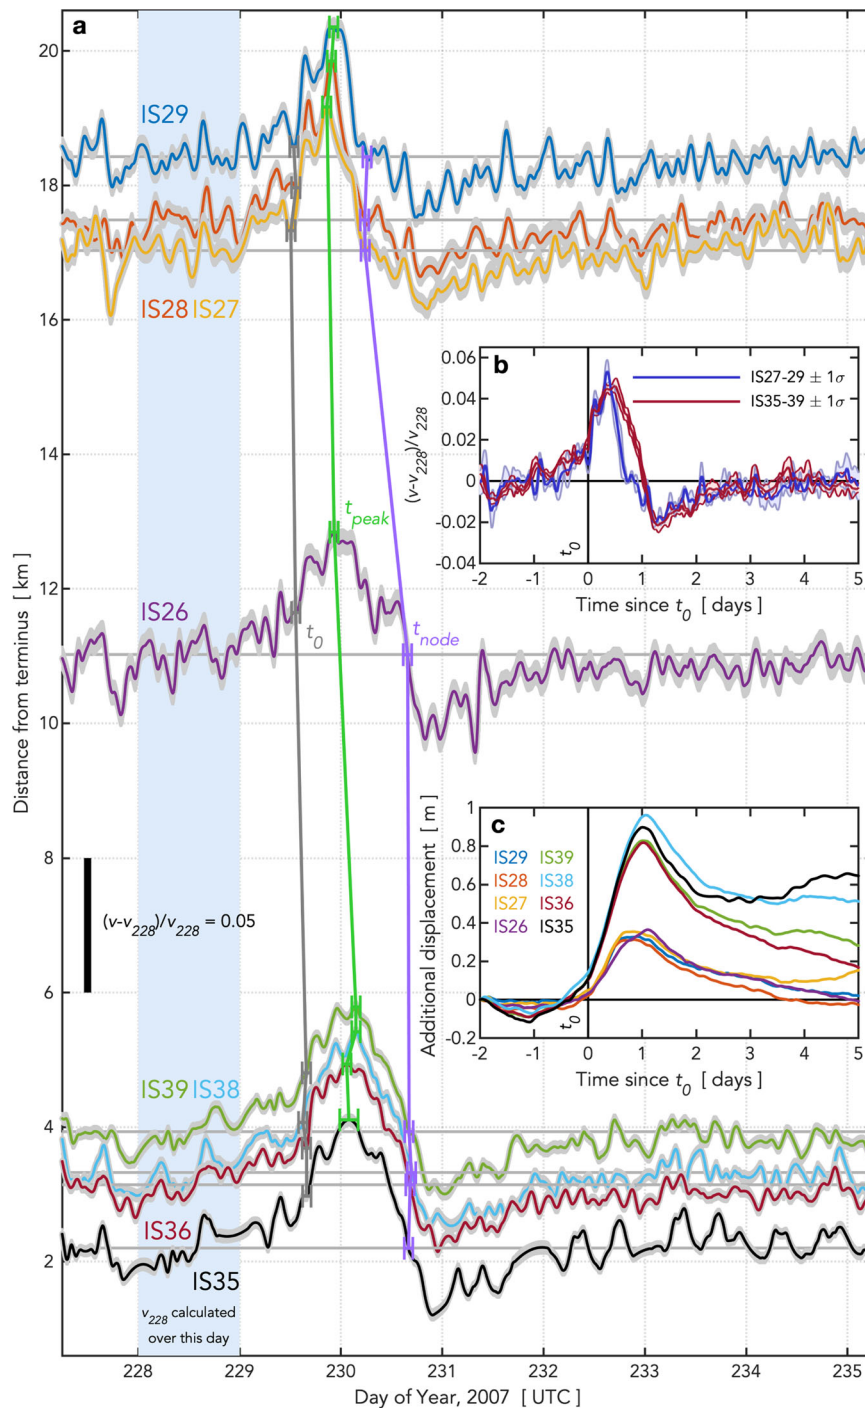 a
20
18
16
14
12
10
8
6
4
2
Distance from terminus [ km ]
IS29
IS28 IS27
IS26
IS39 IS38
IS36
IS35
v228 calculated
over this day
(v-v228)/v228 = 0.05
t0
tpeak
tnode
228
229
230
231
232
233
234
235
Day of Year, 2007 [ UTC ]
b
0.06
0.04
0.02
0
-0.02
-0.04
(v-v228)/v228
IS27-29 ± 1σ
IS35-39 ± 1σ
t0
-2
-1
0
1
2
3
4
5
Time since t0 [ days ]
c
1
0.8
0.6
0.4
0.2
0
-0.2
Additional displacement [ m ]
IS29 IS39
IS28 IS38
IS27 IS36
IS26 IS35
t0
-2
-1
0
1
2
3
4
5
Time since t0 [ days ]